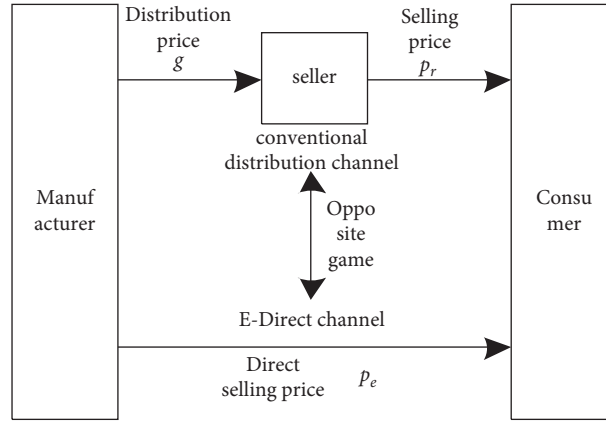 Distribution
price
g
seller
Selling
price
p_r
conventional
distribution channel
Manuf
acturer
Oppo
site
game
Consu
mer
E-Direct channel
Direct
selling price p_e